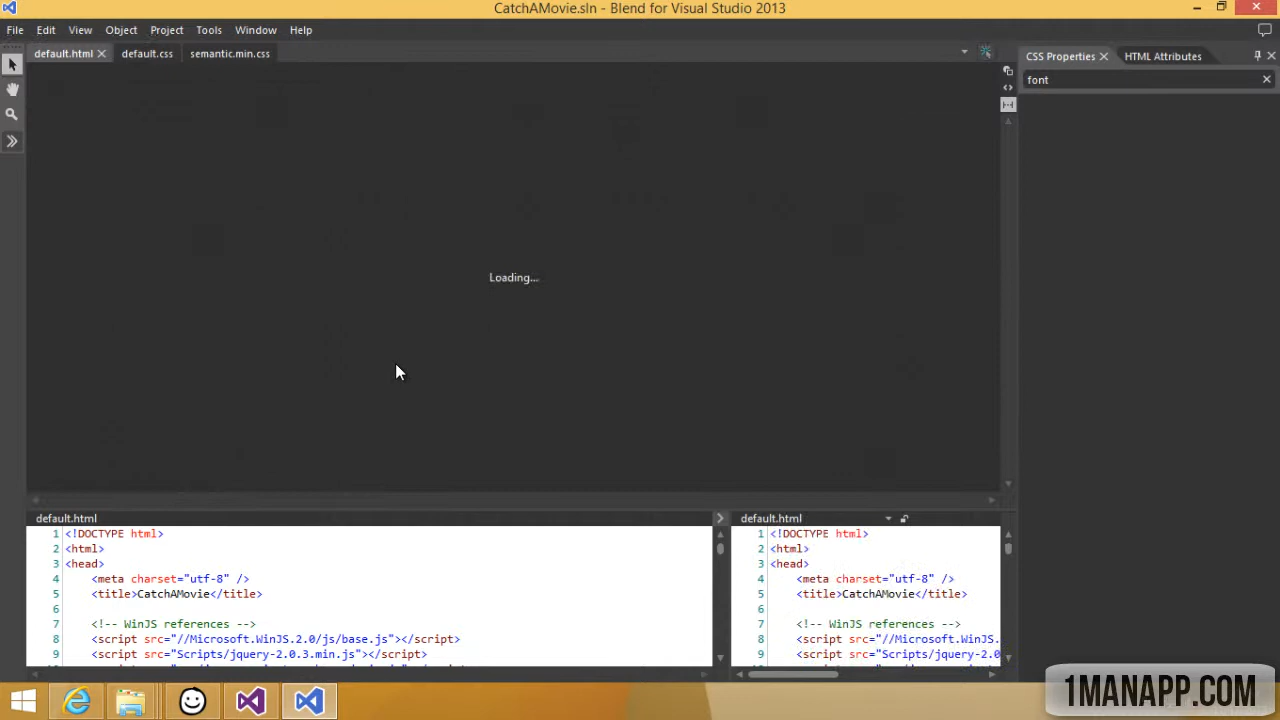 CatchAMovie.sln - Blend for Visual Studio 2013
File Edit View Object Project Tools Window Help
default.html default.css semantic.min.css
CSS Properties HTML Attributes
font
Loading...
default.html
1 <!DOCTYPE html>
2 <html>
3 <head>
4 <meta charset="utf-8" />
5 <title>CatchAMovie</title>
6
7 <!-- WinJS references -->
8 <script src="//Microsoft.WinJS.2.0/js/base.js"></script>
9 <script src="Scripts/jquery-2.0.3.min.js"></script>
default.html
1 <!DOCTYPE html>
2 <html>
3 <head>
4 <meta charset="utf-8" />
5 <title>CatchAMovie</title>
6
7 <!-- WinJS references -->
8 <script src="//Microsoft.WinJS.
9 <script src="Scripts/jquery-2.0
1MANAPP.COM